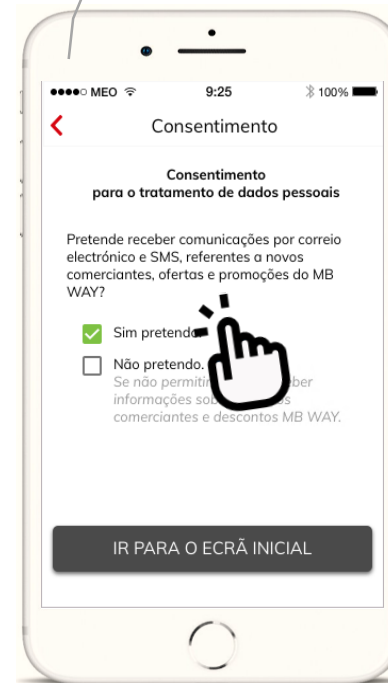 MEO 9:25 100%
Consentimento
Consentimento
para o tratamento de dados pessoais
Pretende receber comunicações por correio
electrónico e SMS, referentes a novos
comerciantes, ofertas e promoções do MB
WAY?
Sim pretendo.
Não pretendo.
Se não permitir
informações
comerciantes e descontos MB WAY.
IR PARA O ECRÃ INICIAL